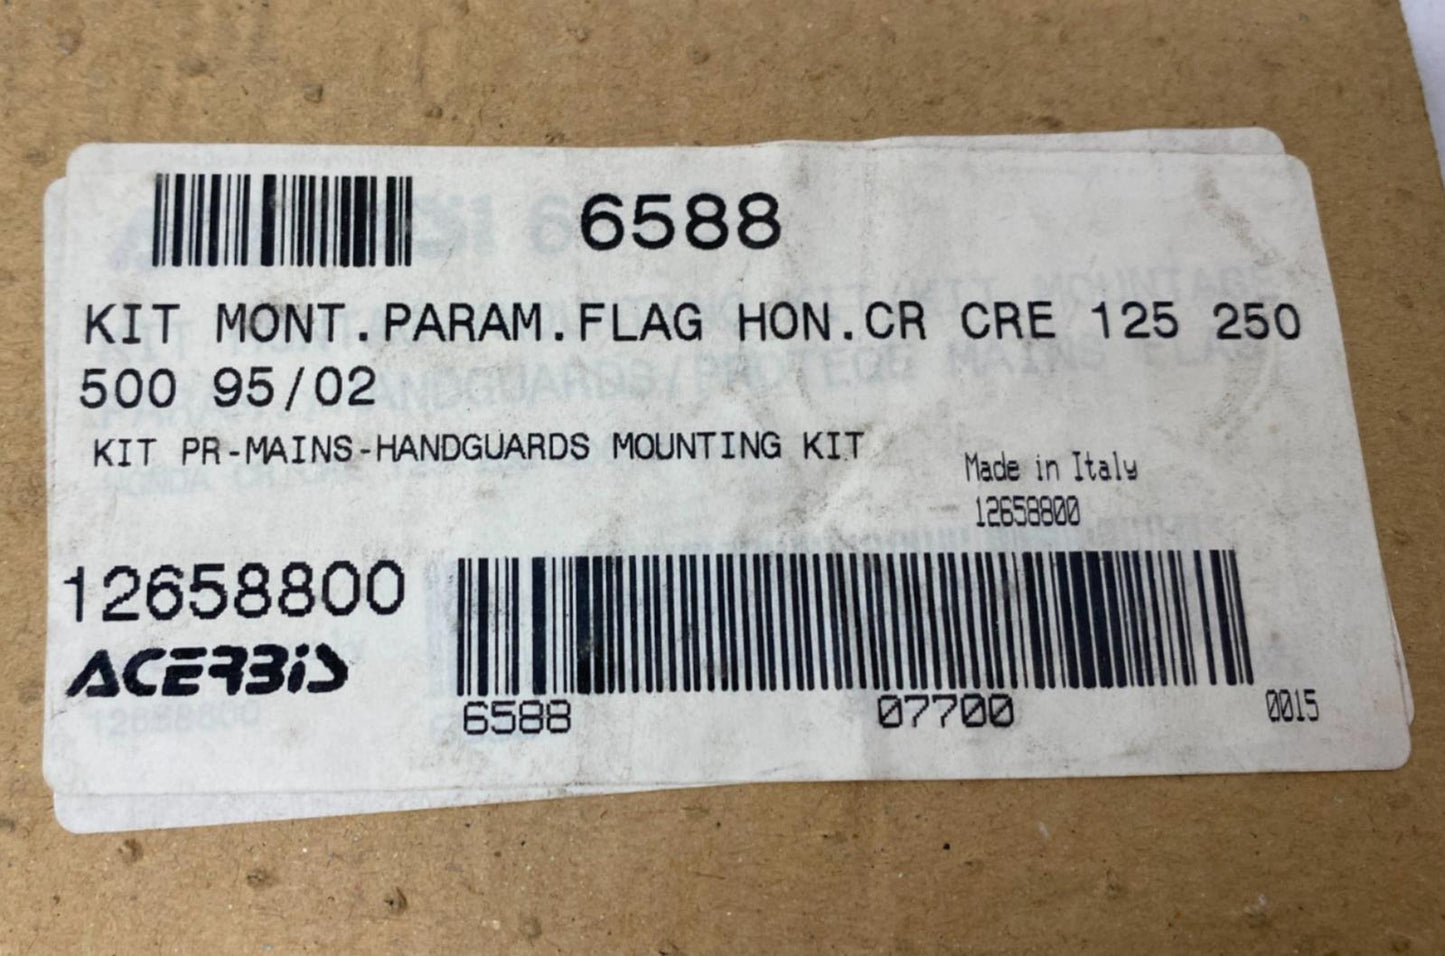 6588
KIT MONT.PARAM.FLAG HON.CR CRE 125 250
500 95/02
KIT PR-MAINS-HANDGUARDS MOUNTING KIT
Made in Italy
12658800
12658800
ACERBIS
6588 07700 0015